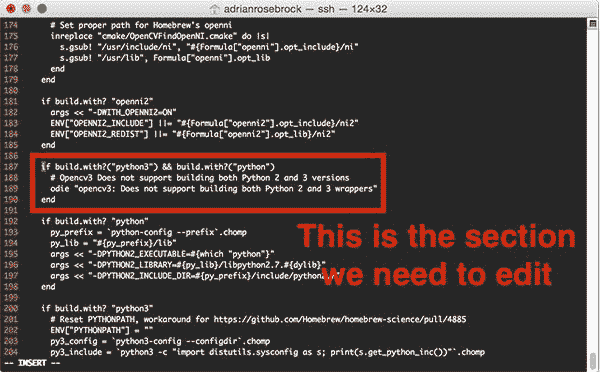 adrianrosebrock — ssh — 124×32
174 # Set proper path for Homebrew's openni
175 inreplace "cmake/OpenCVFindOpenNI.cmake" do |s|
176 s.gsub! "/usr/include/ni", "#{Formula["openni"].opt_include}/ni"
177 s.gsub! "/usr/lib", Formula["openni"].opt_lib
178 end
179 end
180
181 if build.with? "openni2"
182 args << "-DWITH_OPENNI2=ON"
183 ENV["OPENNI2_INCLUDE"] ||= "#{Formula["openni2"].opt_include}/ni2"
184 ENV["OPENNI2_REDIST"] ||= "#{Formula["openni2"].opt_lib}/ni2"
185 end
186
187 if build.with?("python3") && build.with?("python")
188 # Opencv3 Does not support building both Python 2 and 3 versions
189 odie "opencv3: Does not support building both Python 2 and 3 wrappers"
190 end
191
192 if build.with? "python"
193 py_prefix = `python-config --prefix`.chomp
194 py_lib = "#{py_prefix}/lib"
195 args << "-DPYTHON2_EXECUTABLE=#{which "python"}"
196 args << "-DPYTHON2_LIBRARY=#{py_lib}/libpython2.7.#{dylib}"
197 args << "-DPYTHON2_INCLUDE_DIR=#{py_prefix}/include/python2.7"
198 end
199
200 if build.with? "python3"
201 # Reset PYTHONPATH, workaround for https://github.com/Homebrew/homebrew-science/pull/4885
202 ENV["PYTHONPATH"] = ""
203 py3_config = `python3-config --configdir`.chomp
204 py3_include = `python3 -c "import distutils.sysconfig as s; print(s.get_python_inc())"`.chomp
-- INSERT --
This is the section
we need to edit